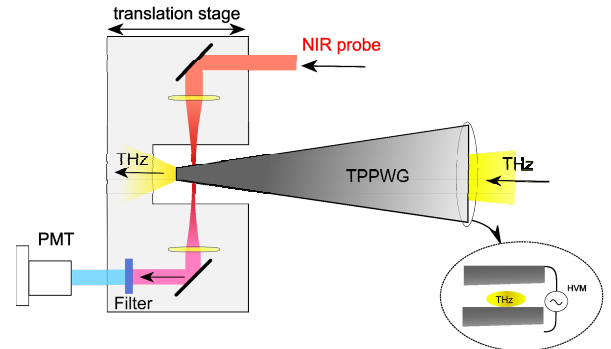 translation stage
NIR probe
THz
TPPWG
THz
PMT
Filter
THz
HVM